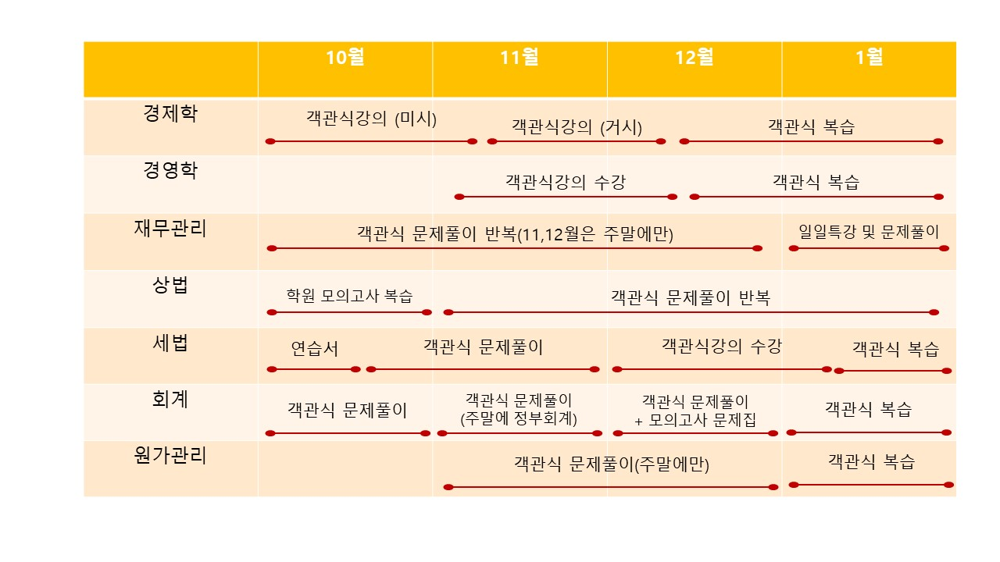 10월 11월 12월 1월
경제학
객관식강의 (미시)
객관식강의 (거시)
객관식 복습
경영학
객관식강의 수강
객관식 복습
재무관리
객관식 문제풀이 반복(11,12월은 주말에만)
일일특강 및 문제풀이
상법
학원 모의고사 복습
객관식 문제풀이 반복
세법
연습서
객관식 문제풀이
객관식강의 수강
객관식 복습
회계
객관식 문제풀이
객관식 문제풀이
(주말에 정부회계)
객관식 문제풀이
+ 모의고사 문제집
객관식 복습
원가관리
객관식 문제풀이(주말에만)
객관식 복습